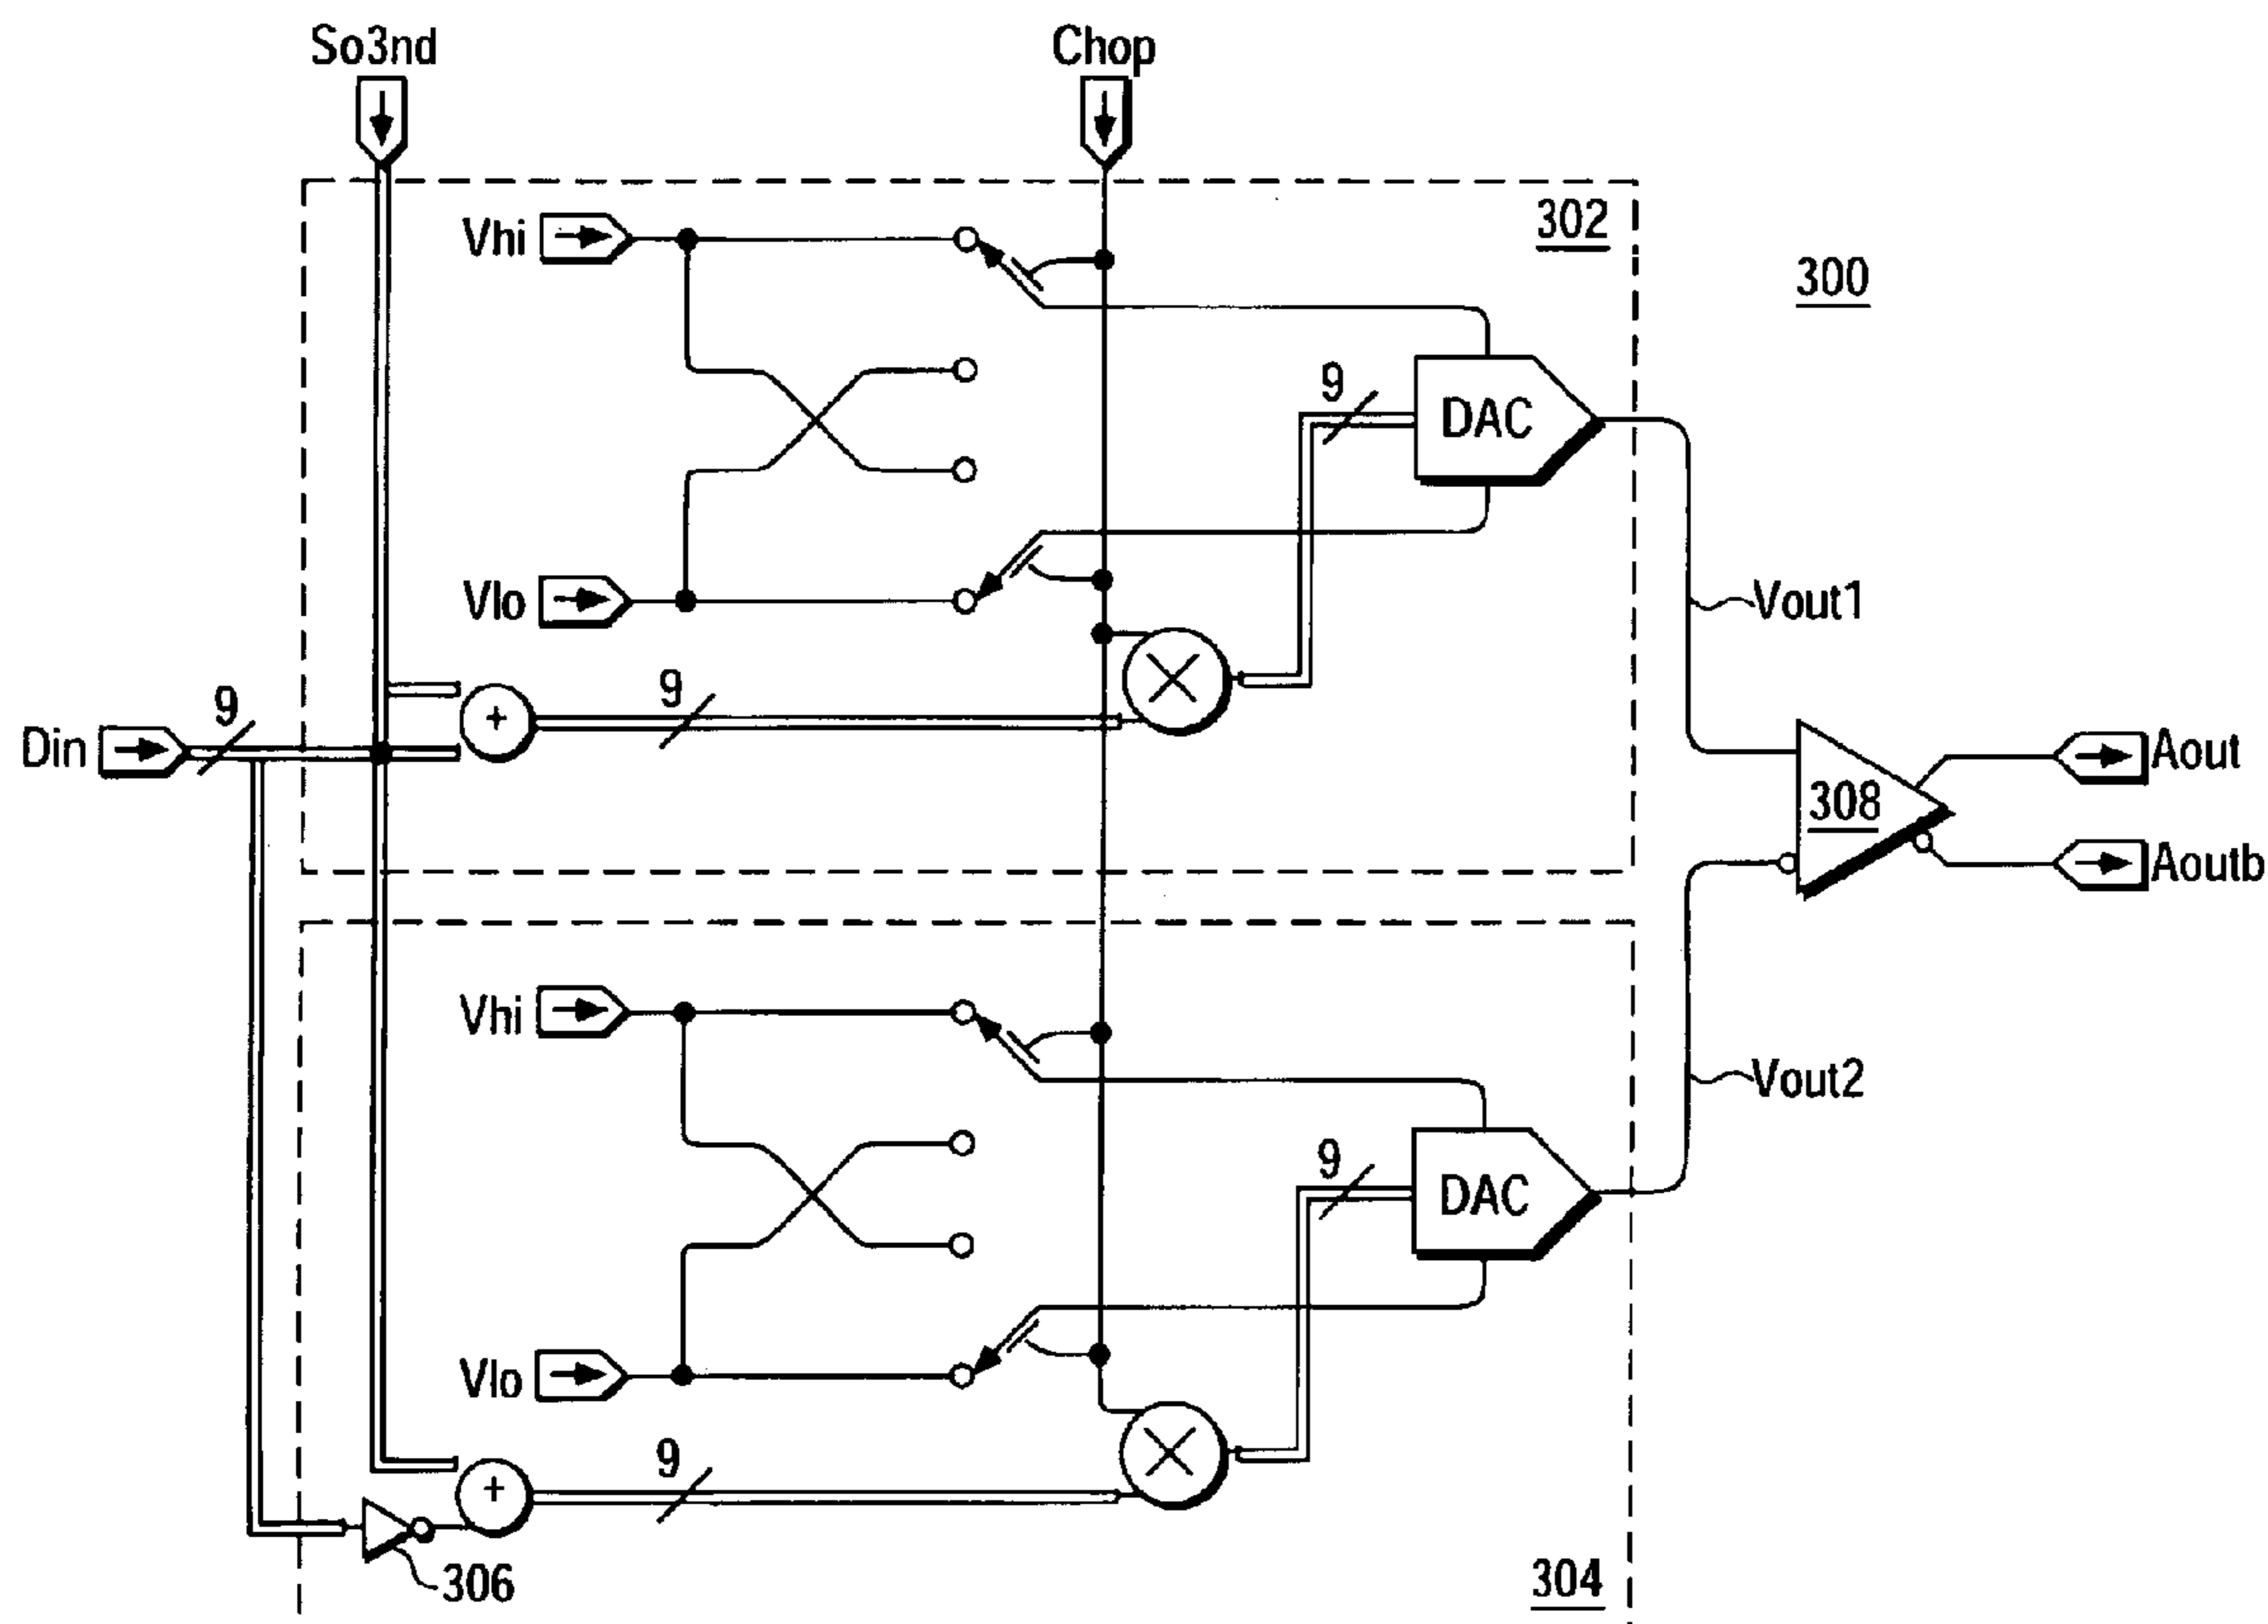 So3nd
Chop
Vhi
302
300
9
DAC
Vlo
Vout1
9
9
+
X
Din
308
Aout
Aoutb
Vhi
Vout2
9
DAC
Vlo
9
+
X
306
304